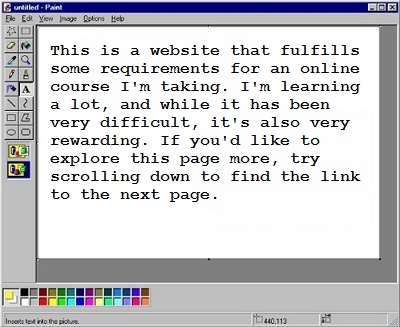 untitled - Paint
File Edit View Image Options Help
This is a website that fulfills
some requirements for an online
course I'm taking. I'm learning
a lot, and while it has been
very difficult, it's also very
rewarding. If you'd like to
explore this page more, try
scrolling down to find the link
to the next page.
A
Inserts text into the picture.
440,113